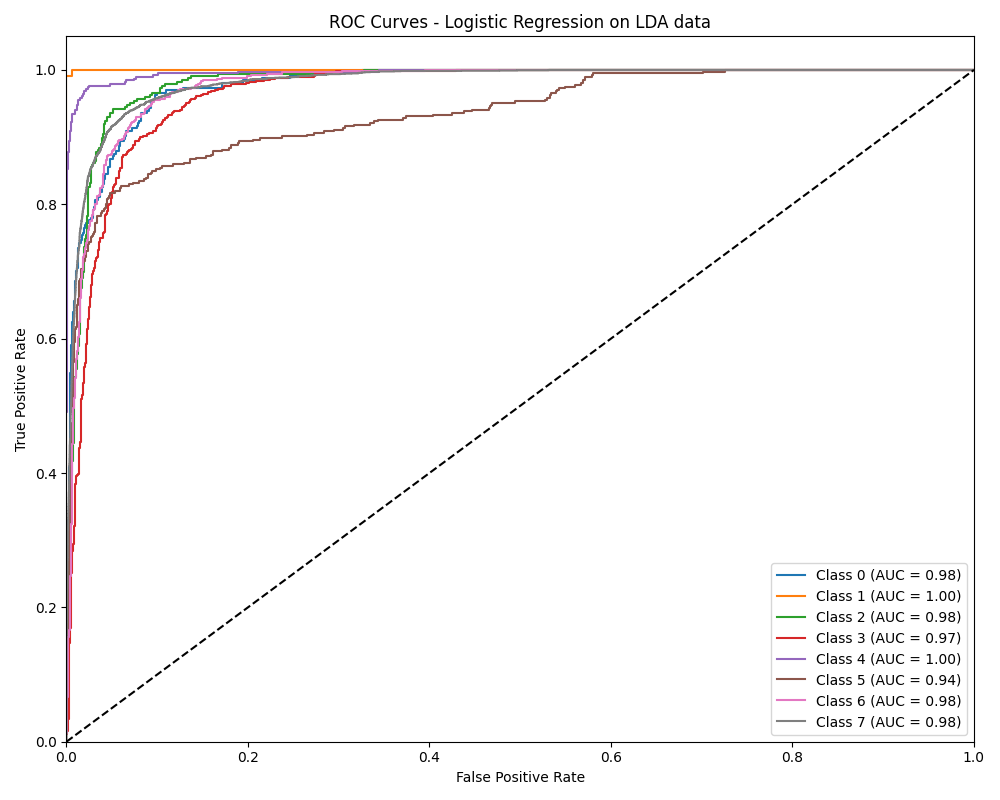 ROC Curves - Logistic Regression on LDA data
1.0
0.8
0.6
0.4
0.2
0.0
True Positive Rate
0.0 0.2 0.4 0.6 0.8 1.0
False Positive Rate
Class 0 (AUC = 0.98)
Class 1 (AUC = 1.00)
Class 2 (AUC = 0.98)
Class 3 (AUC = 0.97)
Class 4 (AUC = 1.00)
Class 5 (AUC = 0.94)
Class 6 (AUC = 0.98)
Class 7 (AUC = 0.98)